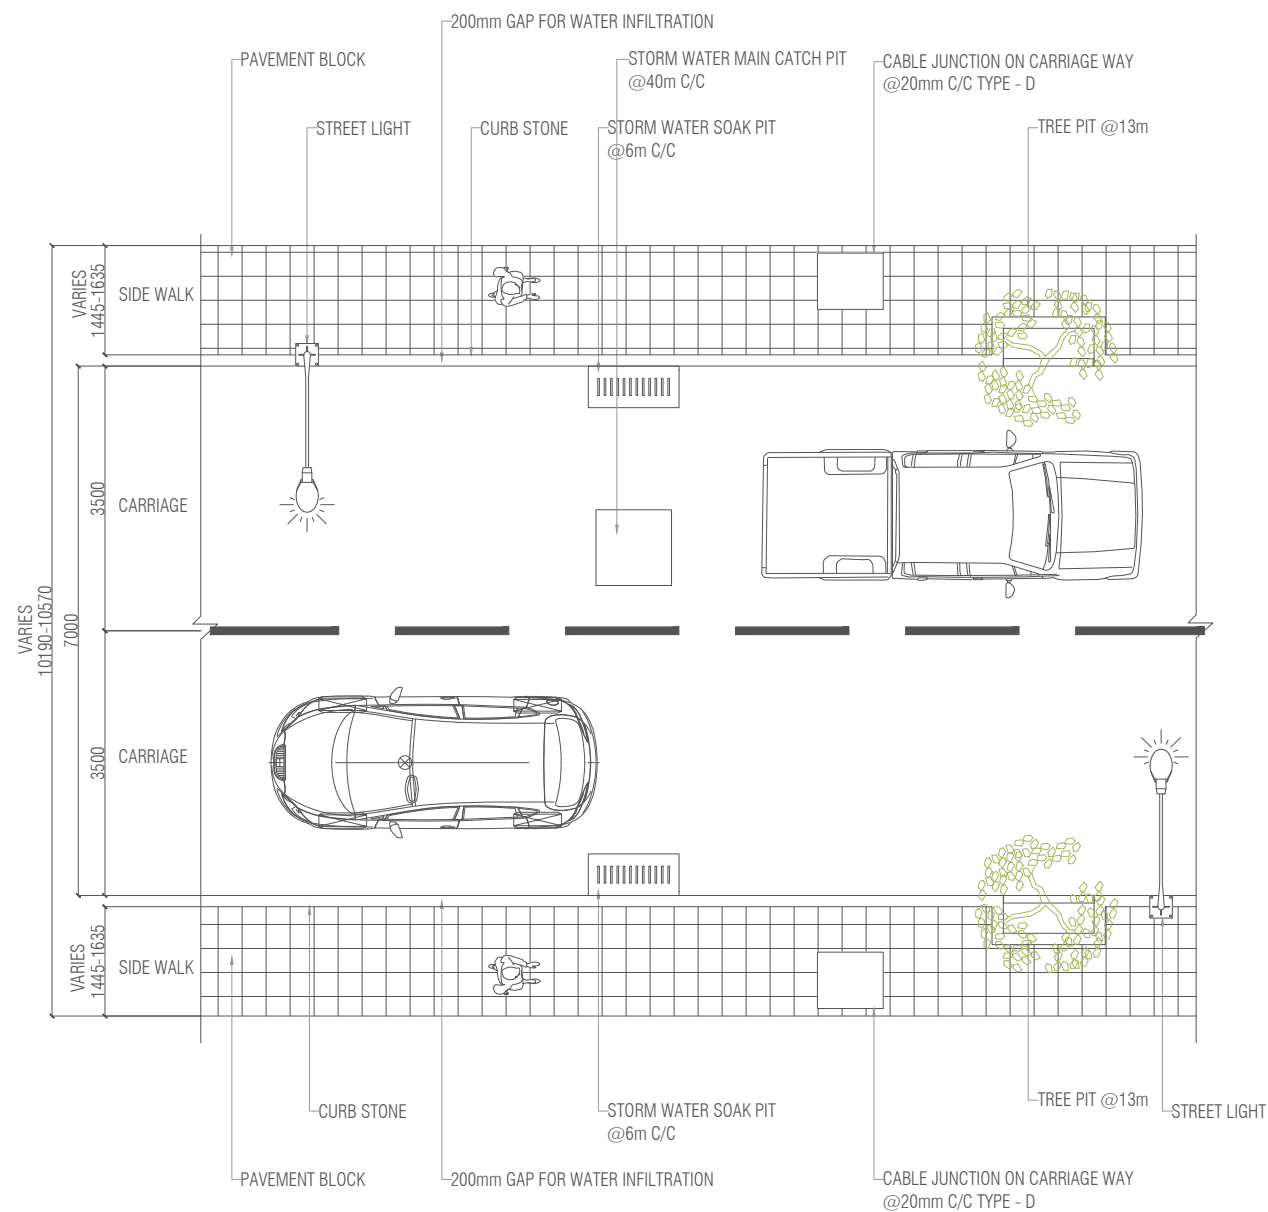 200mm GAP FOR WATER INFILTRATION
PAVEMENT BLOCK
STORM WATER MAIN CATCH PIT
@40m C/C
CABLE JUNCTION ON CARRIAGE WAY
@20mm C/C TYPE - D
STREET LIGHT
CURB STONE
STORM WATER SOAK PIT
@6m C/C
TREE PIT @13m
VARIES
1445-1635
SIDE WALK
3500
CARRIAGE
VARIES
10190-10570
7000
3500
CARRIAGE
VARIES
1445-1635
SIDE WALK
CURB STONE
STORM WATER SOAK PIT
@6m C/C
TREE PIT @13m
STREET LIGHT
PAVEMENT BLOCK
200mm GAP FOR WATER INFILTRATION
CABLE JUNCTION ON CARRIAGE WAY
@20mm C/C TYPE - D